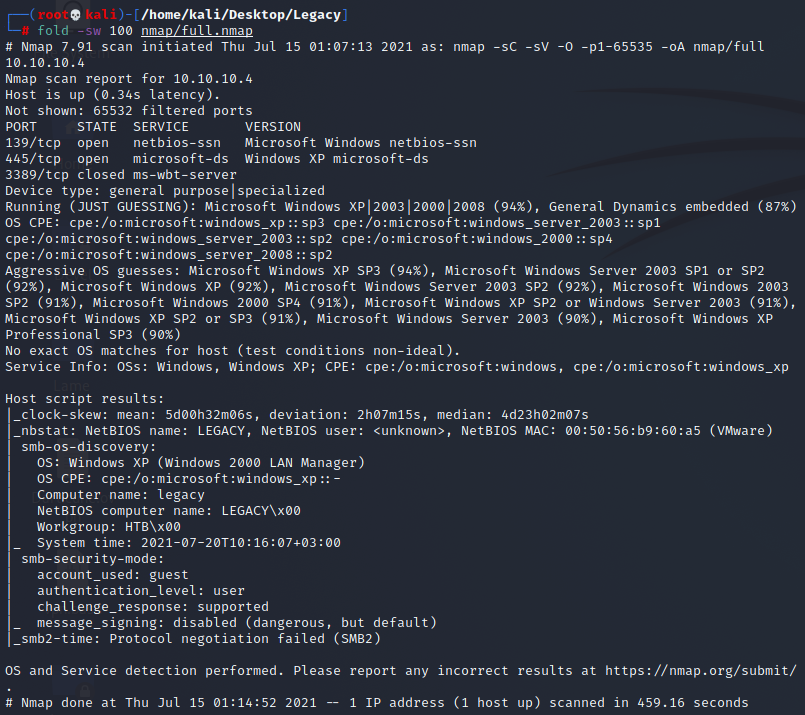 ┌──(root💀kali)-[/home/kali/Desktop/Legacy]
└─# fold -sw 100 nmap/full.nmap
# Nmap 7.91 scan initiated Thu Jul 15 01:07:13 2021 as: nmap -sC -sV -O -p1-65535 -oA nmap/full
10.10.10.4
Nmap scan report for 10.10.10.4
Host is up (0.34s latency).
Not shown: 65532 filtered ports
PORT     STATE  SERVICE       VERSION
139/tcp  open   netbios-ssn   Microsoft Windows netbios-ssn
445/tcp  open   microsoft-ds  Windows XP microsoft-ds
3389/tcp closed ms-wbt-server
Device type: general purpose|specialized
Running (JUST GUESSING): Microsoft Windows XP|2003|2000|2008 (94%), General Dynamics embedded (87%)
OS CPE: cpe:/o:microsoft:windows_xp::sp3 cpe:/o:microsoft:windows_server_2003::sp1
cpe:/o:microsoft:windows_server_2003::sp2 cpe:/o:microsoft:windows_2000::sp4
cpe:/o:microsoft:windows_server_2008::sp2
Aggressive OS guesses: Microsoft Windows XP SP3 (94%), Microsoft Windows Server 2003 SP1 or SP2
(92%), Microsoft Windows XP (92%), Microsoft Windows Server 2003 SP2 (92%), Microsoft Windows 2003
SP2 (91%), Microsoft Windows 2000 SP4 (91%), Microsoft Windows XP SP2 or Windows Server 2003 (91%),
Microsoft Windows XP SP2 or SP3 (91%), Microsoft Windows Server 2003 (90%), Microsoft Windows XP
Professional SP3 (90%)
No exact OS matches for host (test conditions non-ideal).
Service Info: OSs: Windows, Windows XP; CPE: cpe:/o:microsoft:windows, cpe:/o:microsoft:windows_xp

Host script results:
|_clock-skew: mean: 5d00h32m06s, deviation: 2h07m15s, median: 4d23h02m07s
|_nbstat: NetBIOS name: LEGACY, NetBIOS user: <unknown>, NetBIOS MAC: 00:50:56:b9:60:a5 (VMware)
| smb-os-discovery:
|   OS: Windows XP (Windows 2000 LAN Manager)
|   OS CPE: cpe:/o:microsoft:windows_xp::-
|   Computer name: legacy
|   NetBIOS computer name: LEGACY\x00
|   Workgroup: HTB\x00
|_  System time: 2021-07-20T10:16:07+03:00
| smb-security-mode:
|   account_used: guest
|   authentication_level: user
|   challenge_response: supported
|_  message_signing: disabled (dangerous, but default)
|_smb2-time: Protocol negotiation failed (SMB2)

OS and Service detection performed. Please report any incorrect results at https://nmap.org/submit/
.
# Nmap done at Thu Jul 15 01:14:52 2021 -- 1 IP address (1 host up) scanned in 459.16 seconds